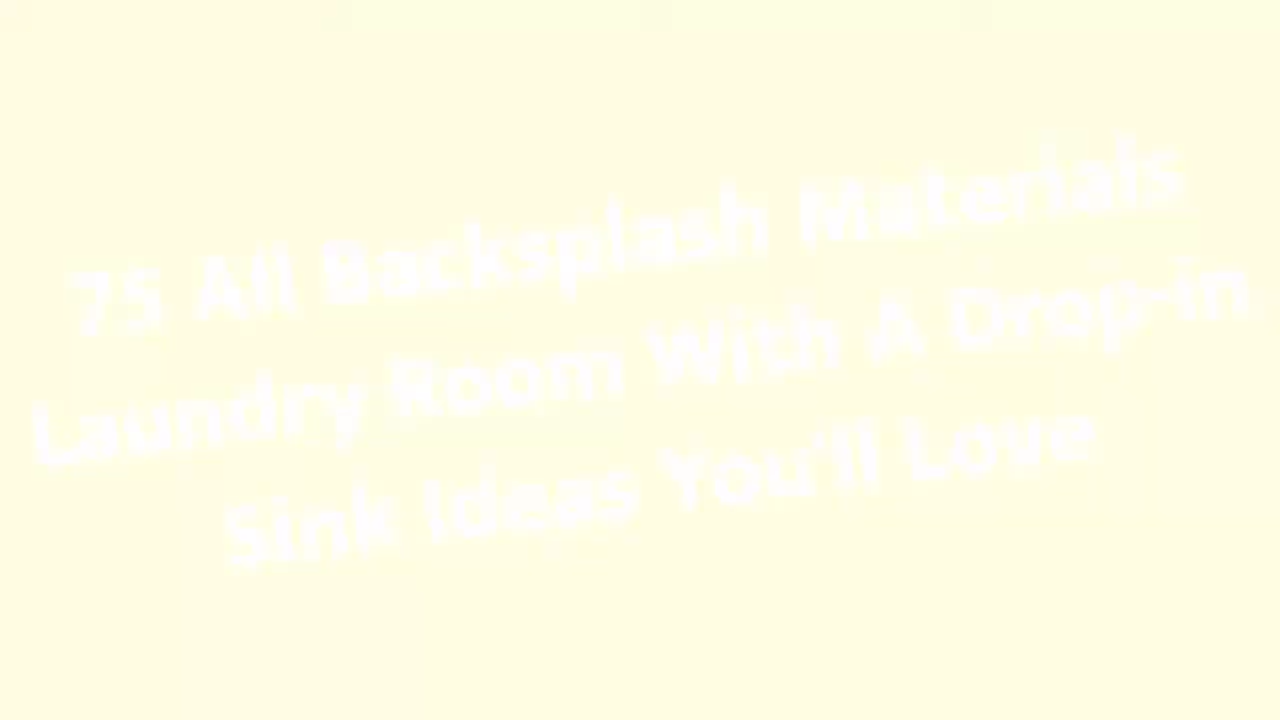 75 All Backsplash Materials
Laundry Room With A Drop-in
Sink Ideas You'll Love